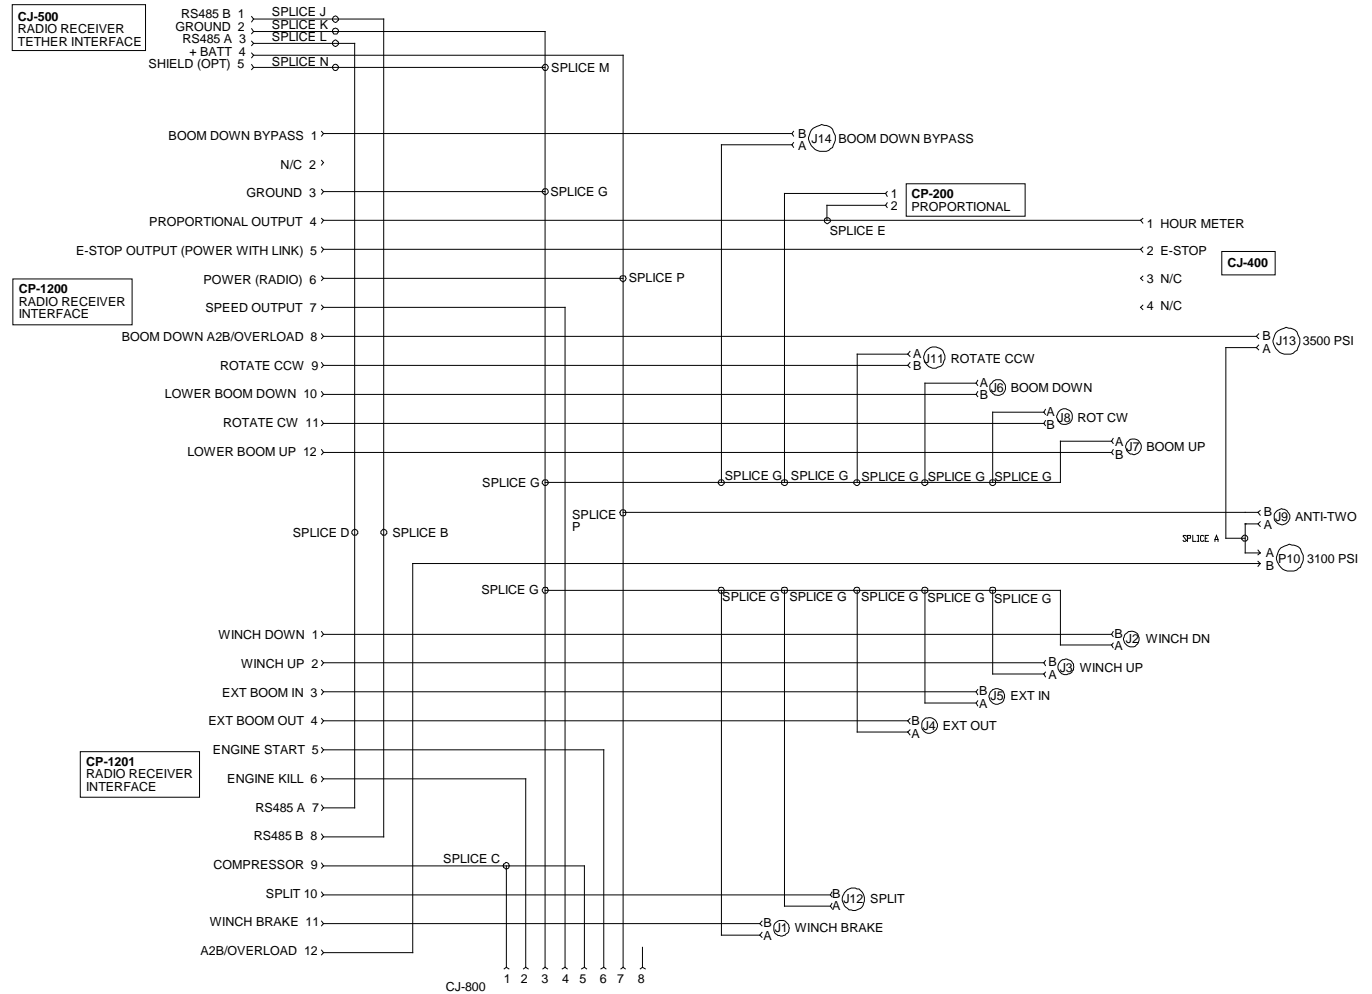 CJ-500
RADIO RECEIVER
TETHER INTERFACE
RS485 B 1
GROUND 2
RS485 A 3
+ BATT 4
SHIELD (OPT) 5
SPLICE J
SPLICE K
SPLICE L
SPLICE N
SPLICE M
BOOM DOWN BYPASS 1
B
A
J14 BOOM DOWN BYPASS
N/C 2
GROUND 3
SPLICE G
1
2
CP-200
PROPORTIONAL
PROPORTIONAL OUTPUT 4
SPLICE E
1 HOUR METER
E-STOP OUTPUT (POWER WITH LINK) 5
2 E-STOP
CJ-400
CP-1200
RADIO RECEIVER
INTERFACE
POWER (RADIO) 6
SPLICE P
3 N/C
SPEED OUTPUT 7
4 N/C
BOOM DOWN A2B/OVERLOAD 8
B
A
J13 3500 PSI
ROTATE CCW 9
A
B
J11 ROTATE CCW
LOWER BOOM DOWN 10
A
B
J6 BOOM DOWN
ROTATE CW 11
A
B
J8 ROT CW
LOWER BOOM UP 12
A
B
J7 BOOM UP
SPLICE G
SPLICE G
SPLICE G
SPLICE G
SPLICE G
SPLICE G
SPLICE
P
B
A
J9 ANTI-TWO
SPLICE D
SPLICE B
SPLICE A
A
B
P10 3100 PSI
SPLICE G
SPLICE G
SPLICE G
SPLICE G
SPLICE G
SPLICE G
WINCH DOWN 1
B
A
J2 WINCH DN
WINCH UP 2
B
A
J3 WINCH UP
EXT BOOM IN 3
B
A
J5 EXT IN
EXT BOOM OUT 4
B
A
J4 EXT OUT
CP-1201
RADIO RECEIVER
INTERFACE
ENGINE START 5
ENGINE KILL 6
RS485 A 7
RS485 B 8
COMPRESSOR 9
SPLICE C
SPLIT 10
B
A
J12 SPLIT
WINCH BRAKE 11
B
A
J1 WINCH BRAKE
A2B/OVERLOAD 12
CJ-800
1 2 3 4 5 6 7 8